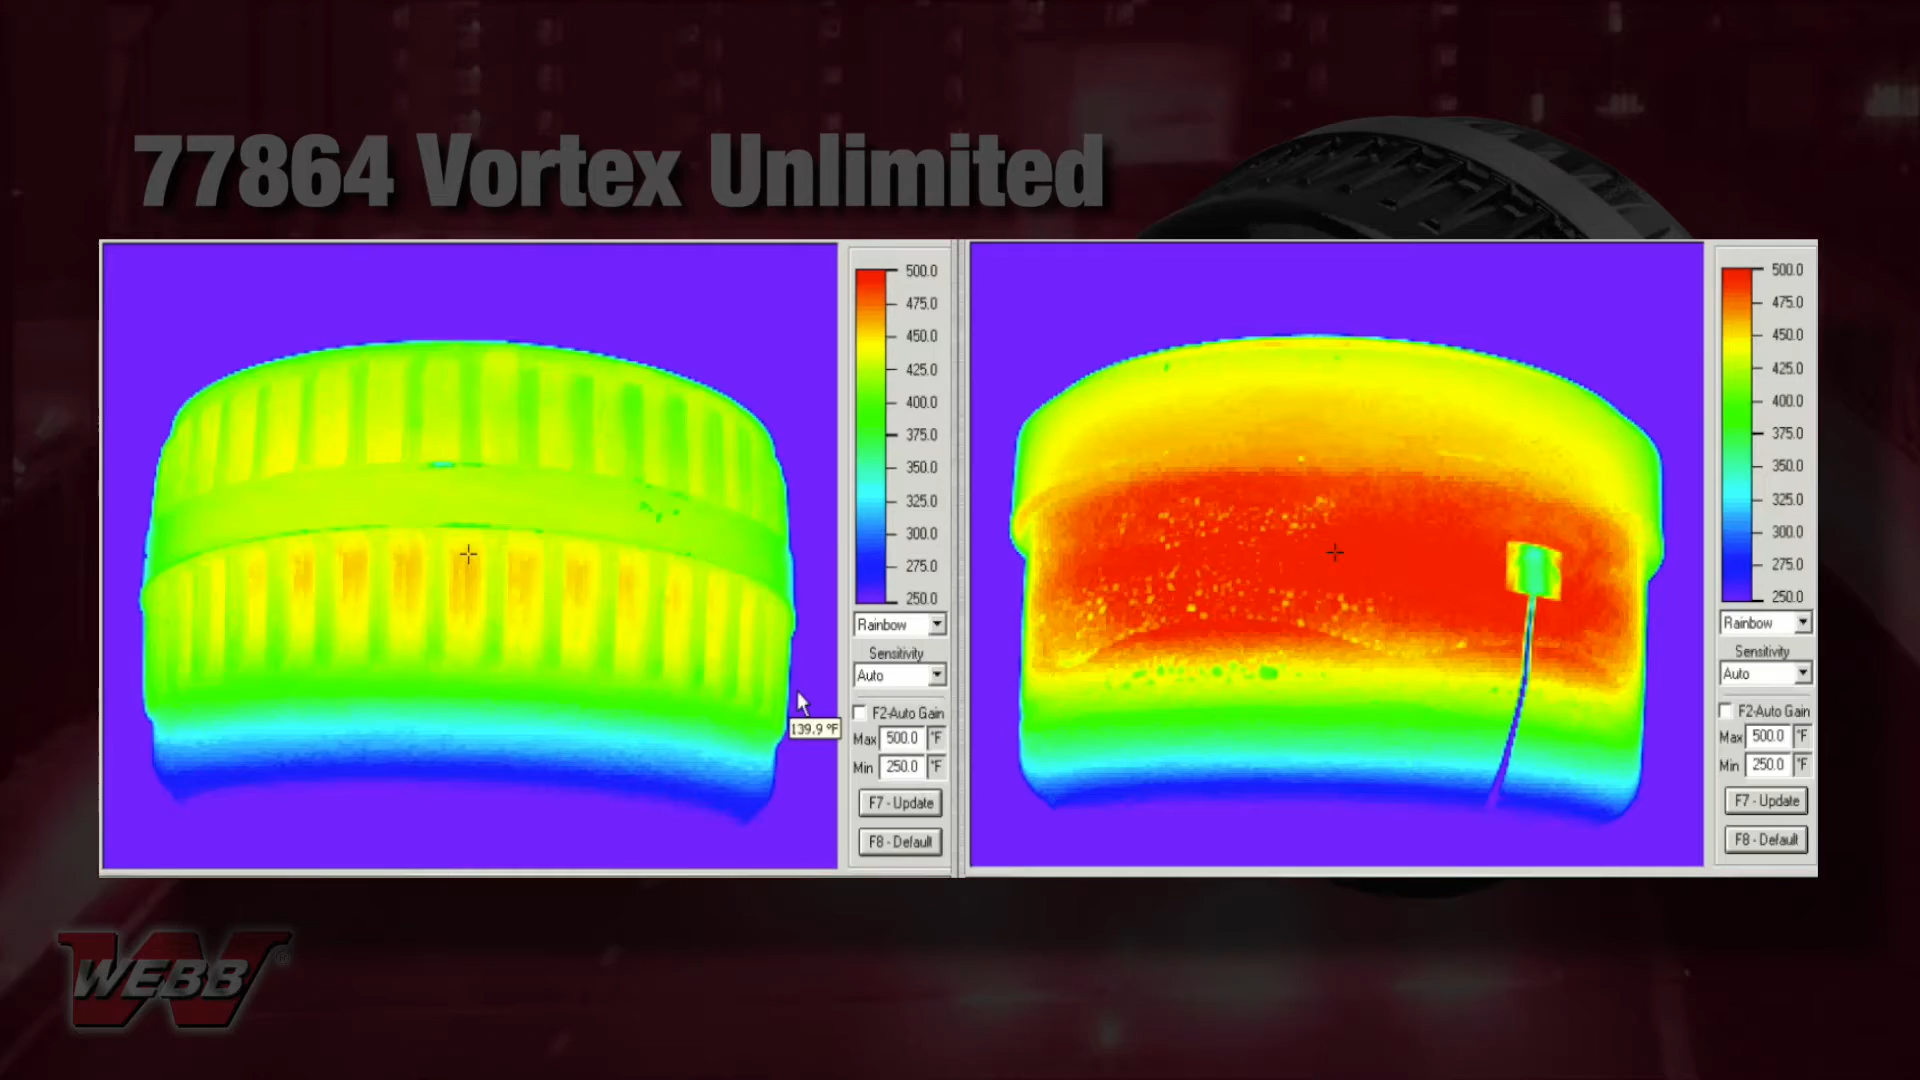 77864 Vortex Unlimited
500.0
475.0
450.0
425.0
400.0
375.0
350.0
325.0
300.0
275.0
250.0
Rainbow
Sensitivity
Auto
F2-Auto Gain
Max 500.0 °F
Min 250.0 °F
F7 - Update
F8 - Default
139.9 °F
500.0
475.0
450.0
425.0
400.0
375.0
350.0
325.0
300.0
275.0
250.0
Rainbow
Sensitivity
Auto
F2-Auto Gain
Max 500.0 °F
Min 250.0 °F
F7 - Update
F8 - Default
WEBB®